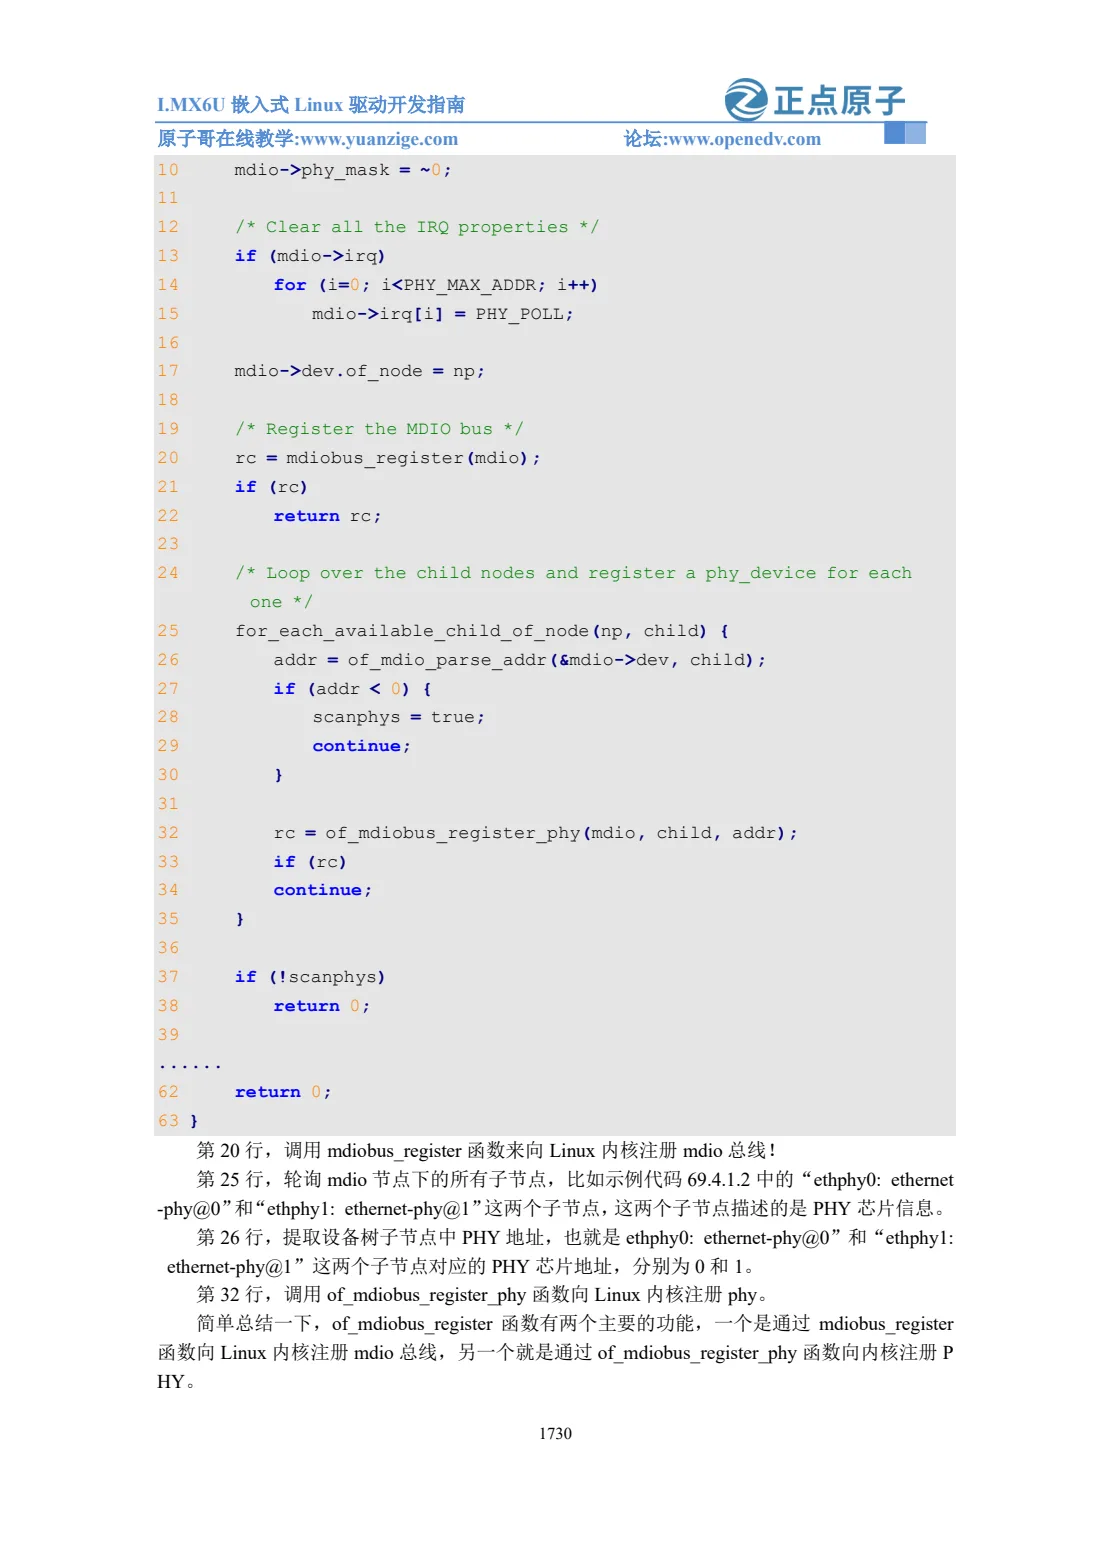 I.MX6U 嵌入式 Linux 驱动开发指南
正点原子
原子哥在线教学:www.yuanzige.com 论坛:www.openedv.com
10 mdio->phy_mask = ~0;
11
12 /* Clear all the IRQ properties */
13 if (mdio->irq)
14 for (i=0; i<PHY_MAX_ADDR; i++)
15 mdio->irq[i] = PHY_POLL;
16
17 mdio->dev.of_node = np;
18
19 /* Register the MDIO bus */
20 rc = mdiobus_register(mdio);
21 if (rc)
22 return rc;
23
24 /* Loop over the child nodes and register a phy_device for each
one */
25 for_each_available_child_of_node(np, child) {
26 addr = of_mdio_parse_addr(&mdio->dev, child);
27 if (addr < 0) {
28 scanphys = true;
29 continue;
30 }
31
32 rc = of_mdiobus_register_phy(mdio, child, addr);
33 if (rc)
34 continue;
35 }
36
37 if (!scanphys)
38 return 0;
39
......
62 return 0;
63 }
第 20 行，调用 mdiobus_register 函数来向 Linux 内核注册 mdio 总线！
第 25 行，轮询 mdio 节点下的所有子节点，比如示例代码 69.4.1.2 中的“ethphy0: ethernet
-phy@0”和“ethphy1: ethernet-phy@1”这两个子节点，这两个子节点描述的是 PHY 芯片信息。
第 26 行，提取设备树子节点中 PHY 地址，也就是 ethphy0: ethernet-phy@0”和“ethphy1:
ethernet-phy@1”这两个子节点对应的 PHY 芯片地址，分别为 0 和 1。
第 32 行，调用 of_mdiobus_register_phy 函数向 Linux 内核注册 phy。
简单总结一下，of_mdiobus_register 函数有两个主要的功能，一个是通过 mdiobus_register
函数向 Linux 内核注册 mdio 总线，另一个就是通过 of_mdiobus_register_phy 函数向内核注册 P
HY。
1730